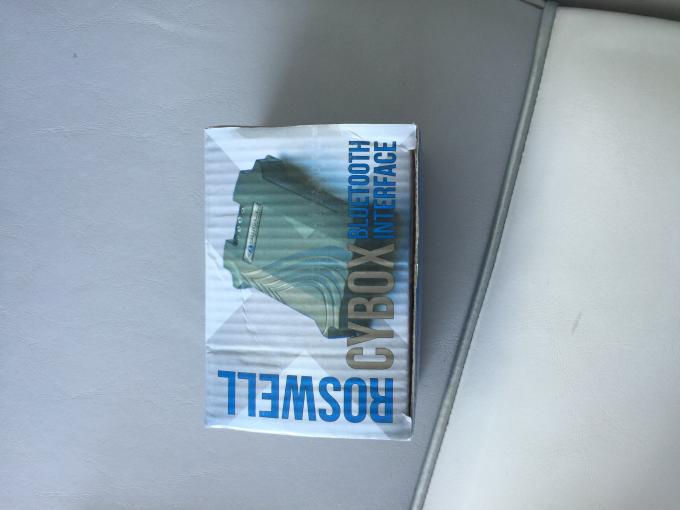 ROSWELL
CYBOX
BLUETOOTH
INTERFACE